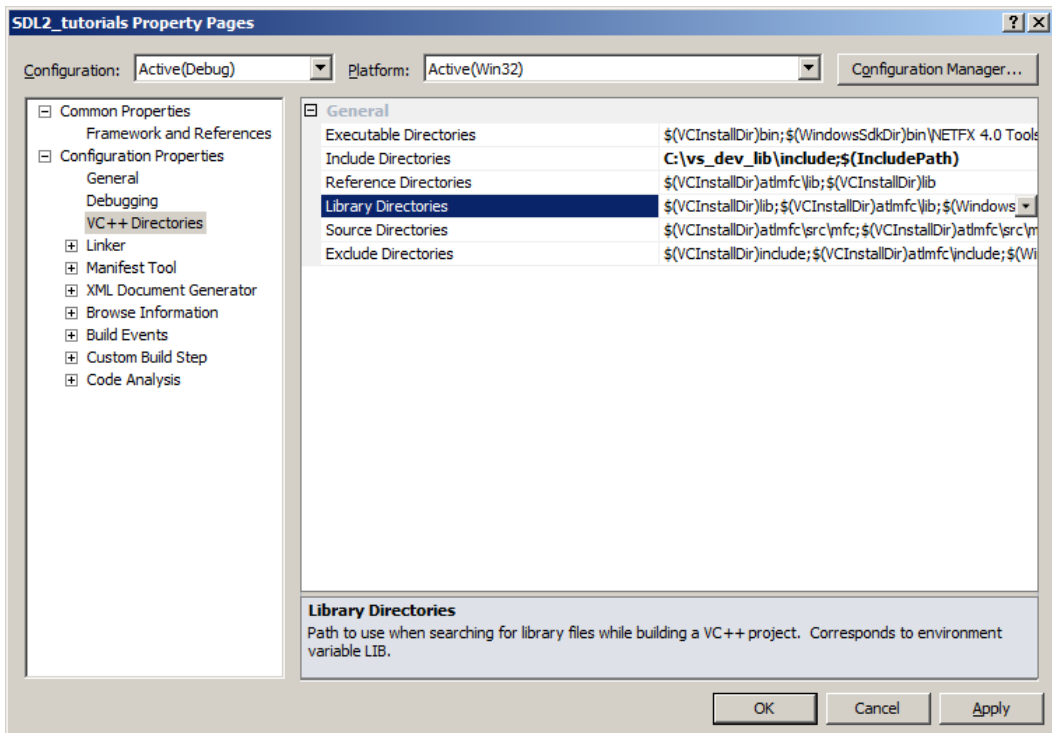 SDL2_tutorials Property Pages
Configuration: Active(Debug) Platform: Active(Win32) Configuration Manager...
Common Properties
Framework and References
Configuration Properties
General
Debugging
VC++ Directories
Linker
Manifest Tool
XML Document Generator
Browse Information
Build Events
Custom Build Step
Code Analysis
General
Executable Directories $(VCInstallDir)bin;$(WindowsSdkDir)bin\NETFX 4.0 Tools
Include Directories C:\vs_dev_lib\include;$(IncludePath)
Reference Directories $(VCInstallDir)atlmfc\lib;$(VCInstallDir)lib
Library Directories $(VCInstallDir)lib;$(VCInstallDir)atlmfc\lib;$(Windows
Source Directories $(VCInstallDir)atlmfc\src\mfc;$(VCInstallDir)atlmfc\src\m
Exclude Directories $(VCInstallDir)include;$(VCInstallDir)atlmfc\include;$(Wi
Library Directories
Path to use when searching for library files while building a VC++ project. Corresponds to environment
variable LIB.
OK Cancel Apply